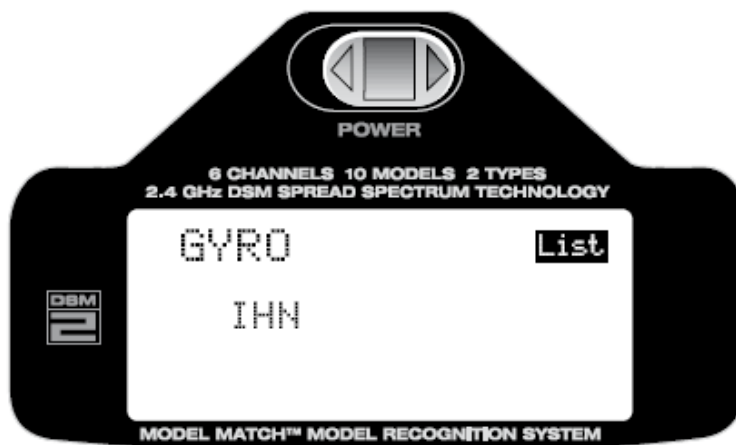 POWER
6 CHANNELS 10 MODELS 2 TYPES
2.4 GHz DSM SPREAD SPECTRUM TECHNOLOGY
GYRO List
DSM
2
IHN
MODEL MATCH™ MODEL RECOGNITION SYSTEM